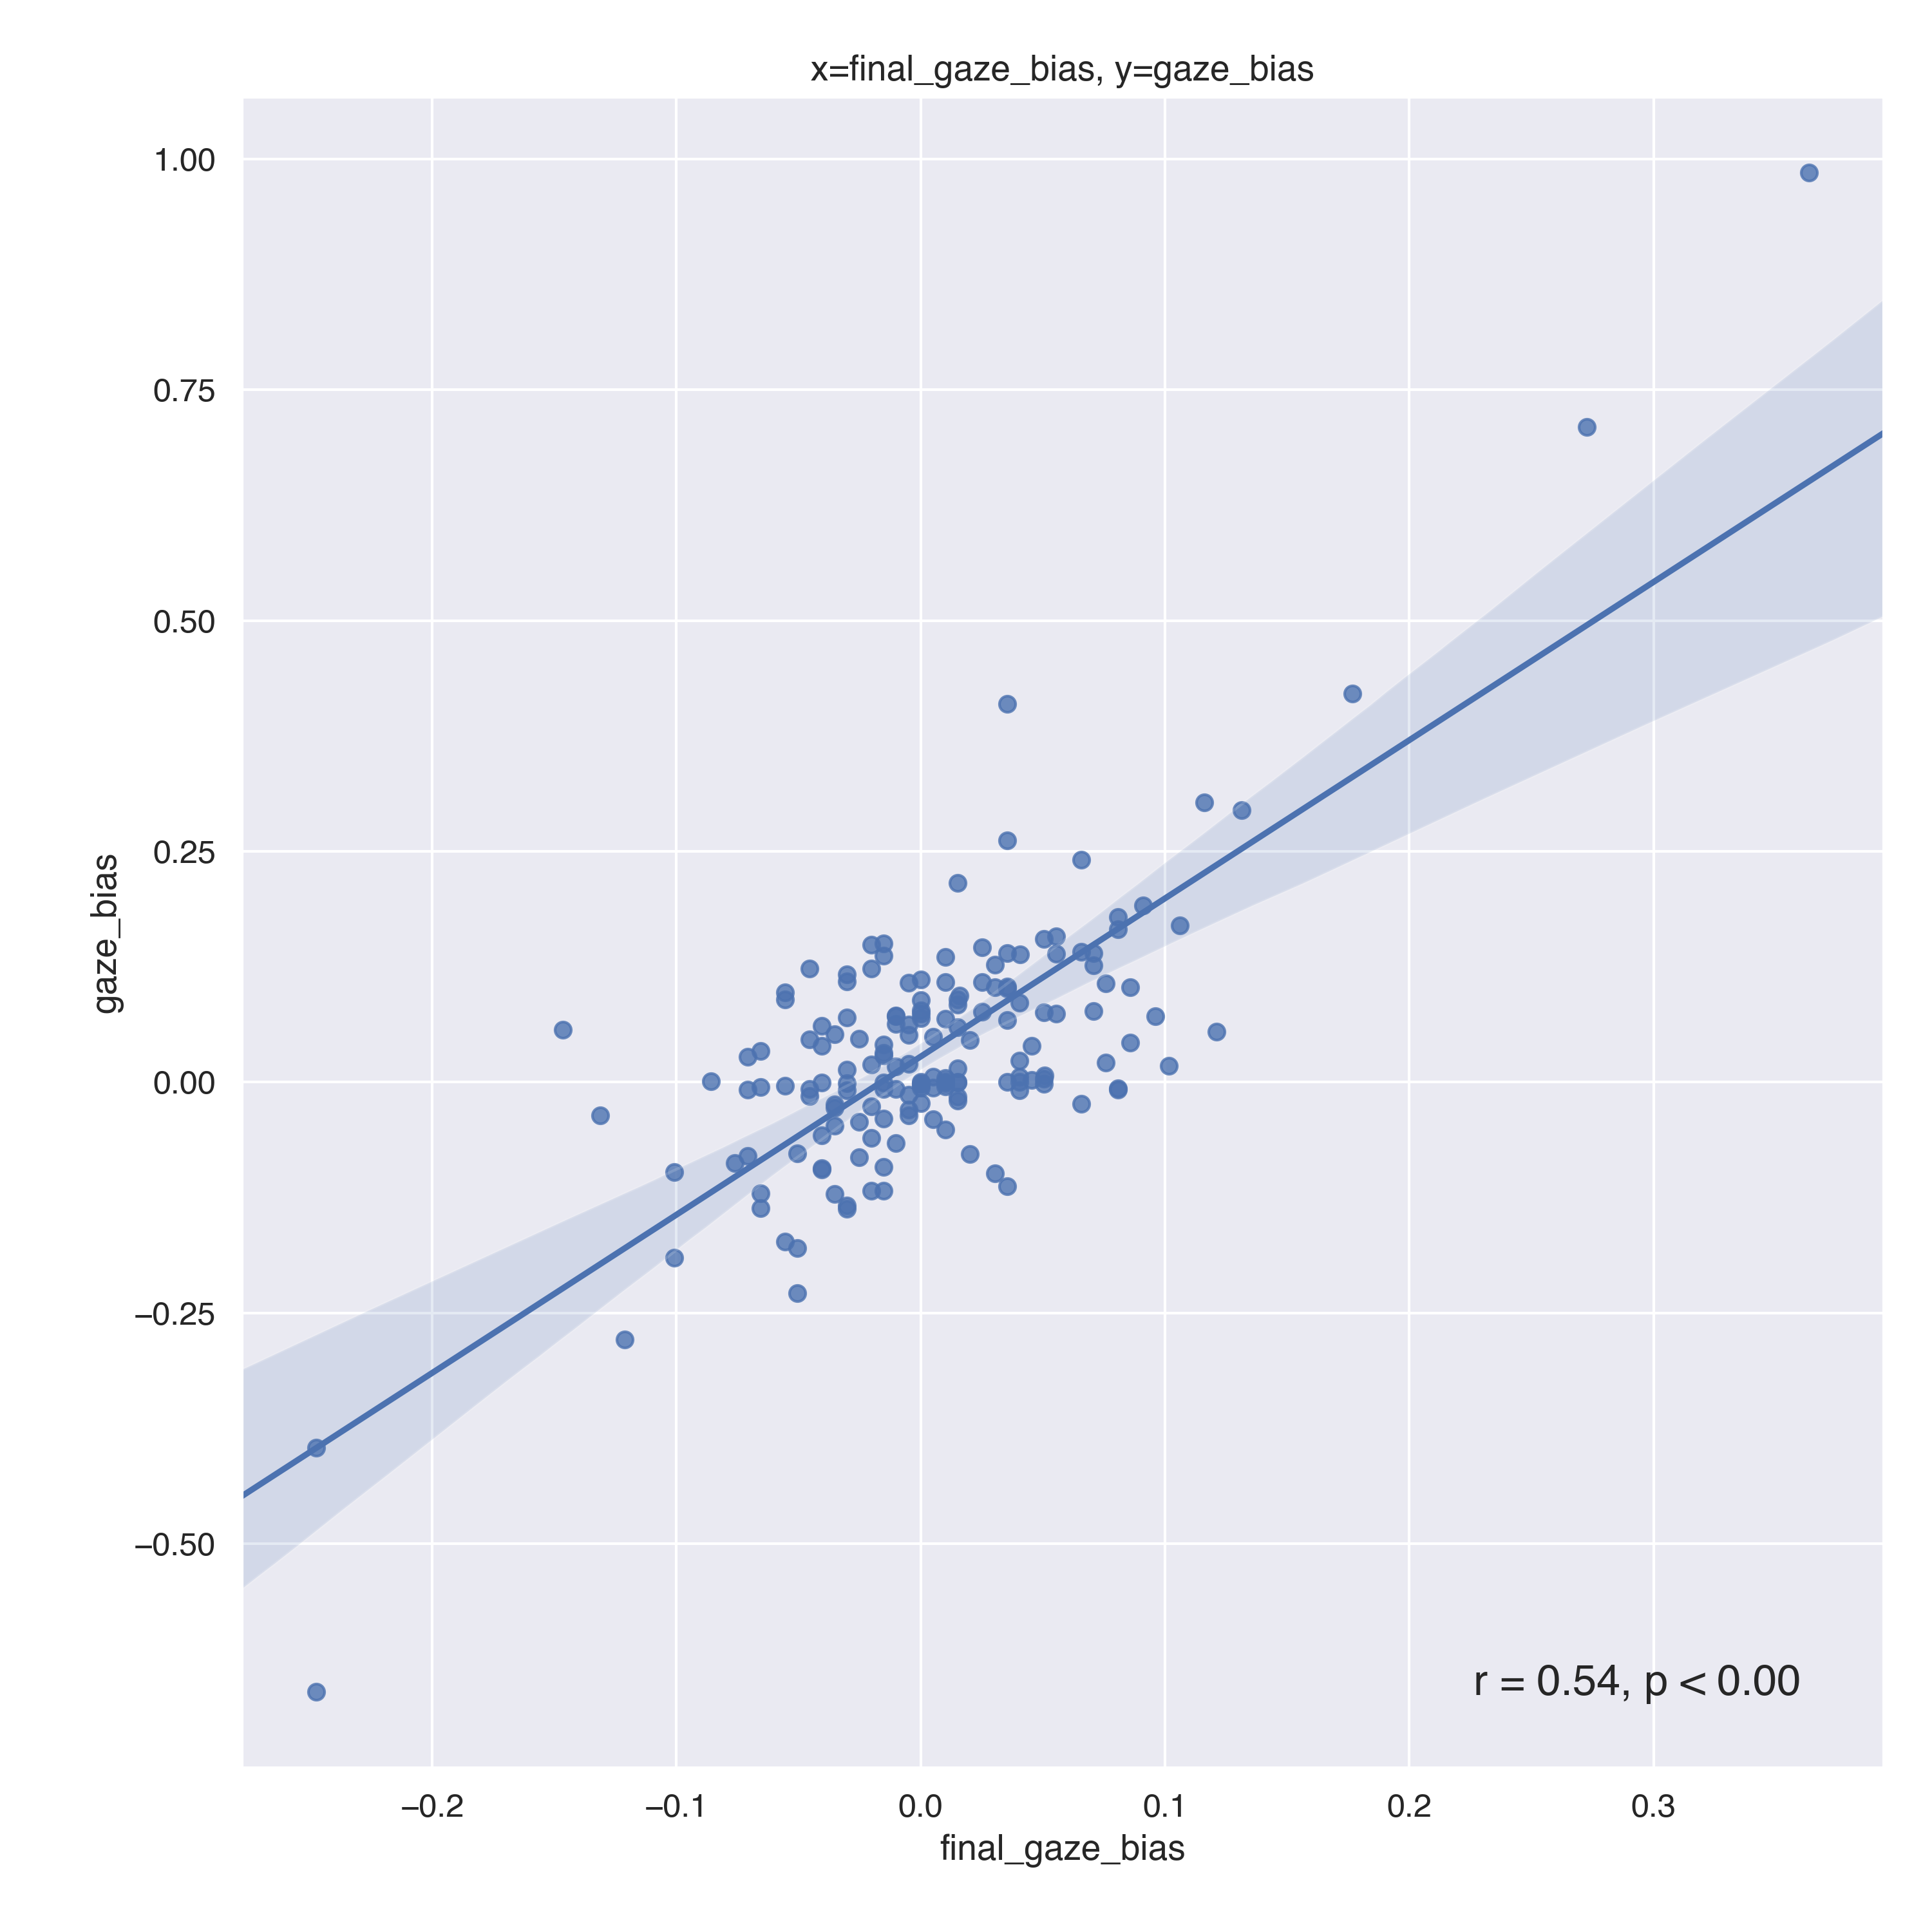 x=final_gaze_bias, y=gaze_bias
1.00
0.75
0.50
0.25
0.00
−0.25
−0.50
gaze_bias
r = 0.54, p < 0.00
−0.2 −0.1 0.0 0.1 0.2 0.3
final_gaze_bias